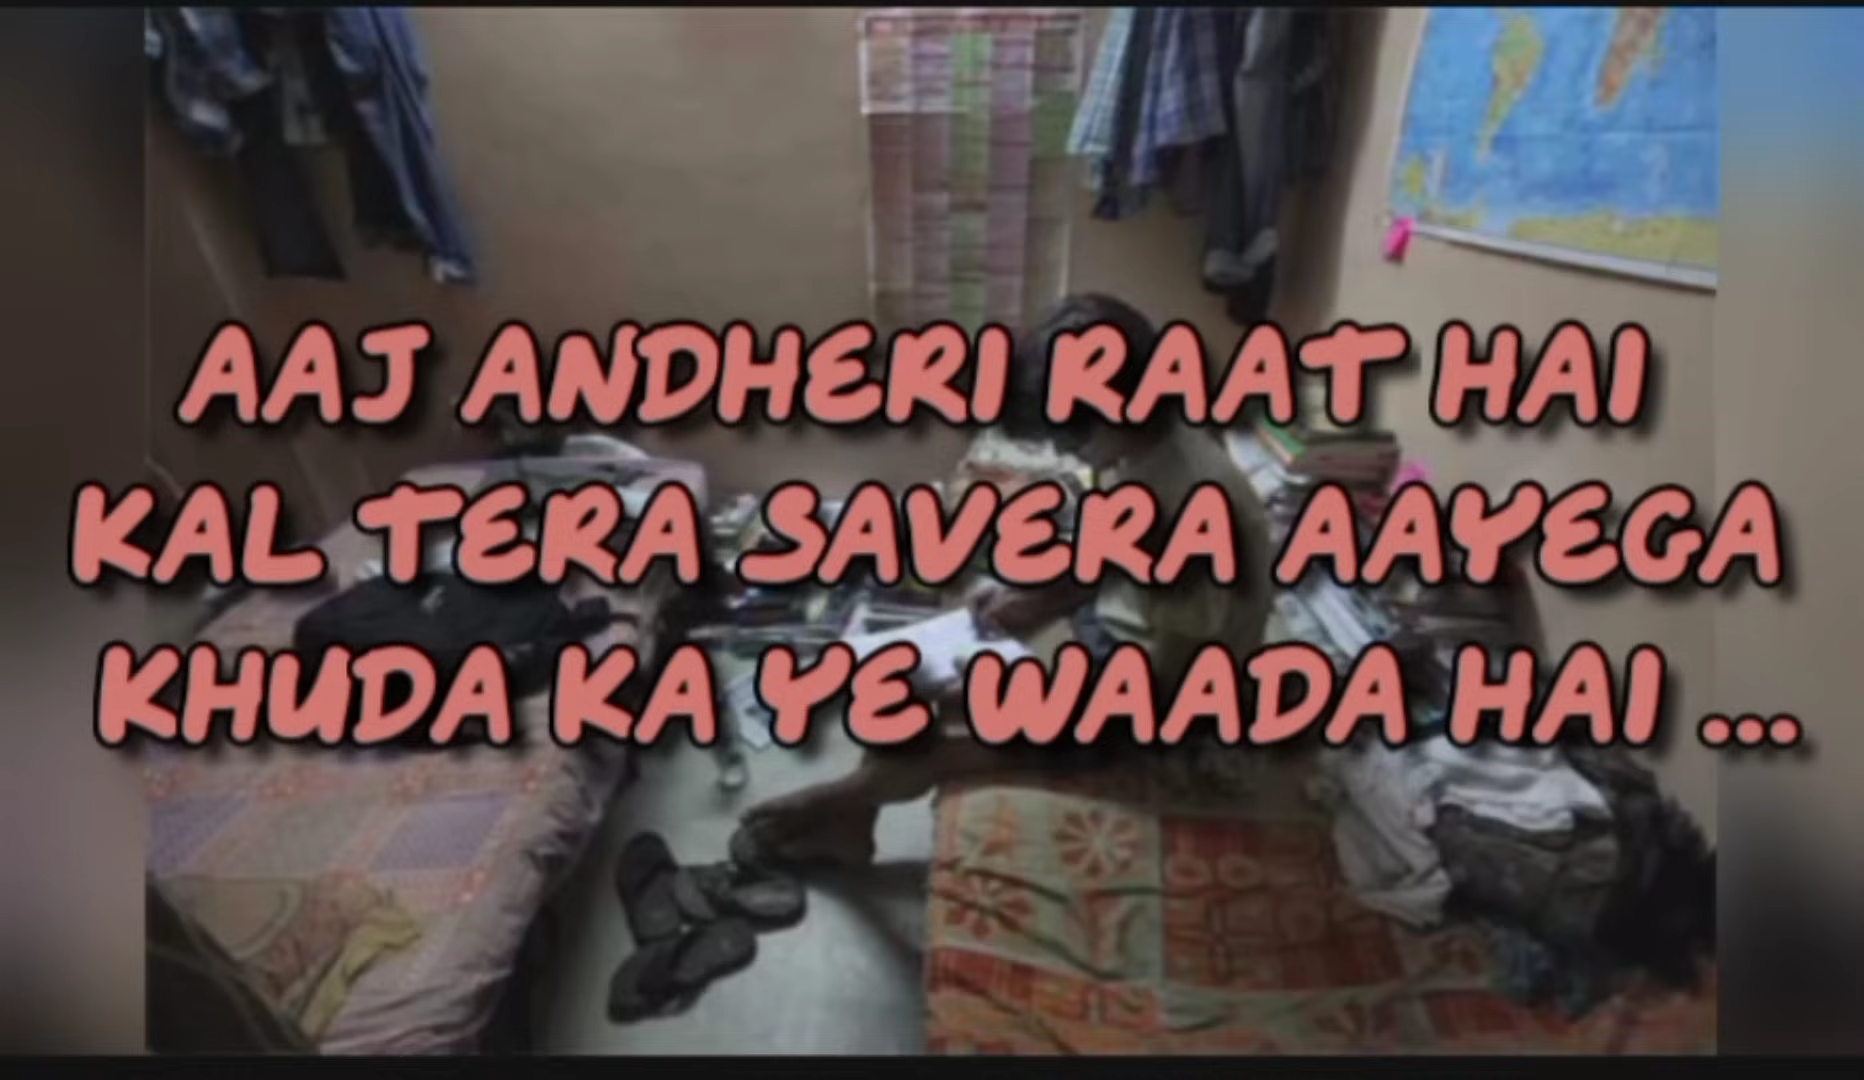 AAJ ANDHERI RAAT HAI
KAL TERA SAVERA AAYEGA
KHUDA KA YE WAADA HAI ...